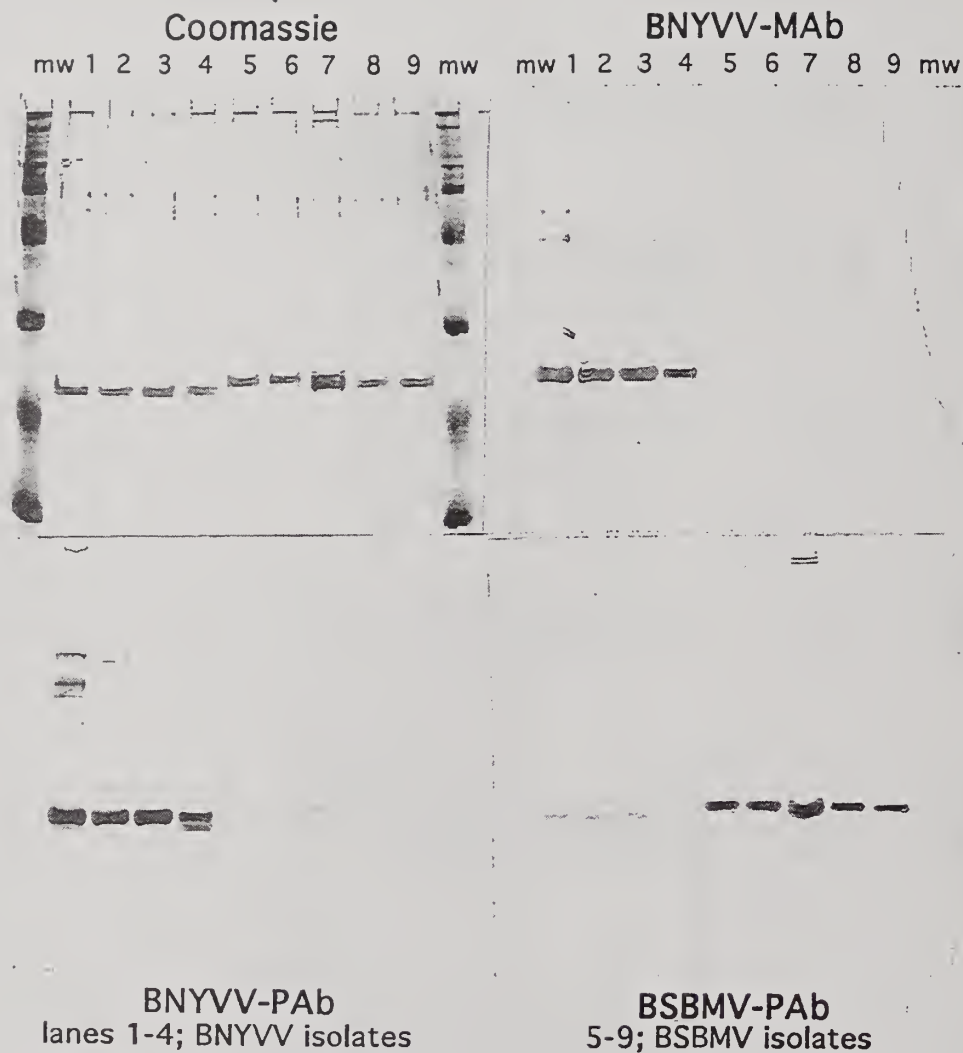 Coomassie
mw 1 2 3 4 5 6 7 8 9 mw
BNYVV-MAb
mw 1 2 3 4 5 6 7 8 9 mw
BNYVV-PAb
lanes 1-4; BNYVV isolates
BSBMV-PAb
5-9; BSBMV isolates